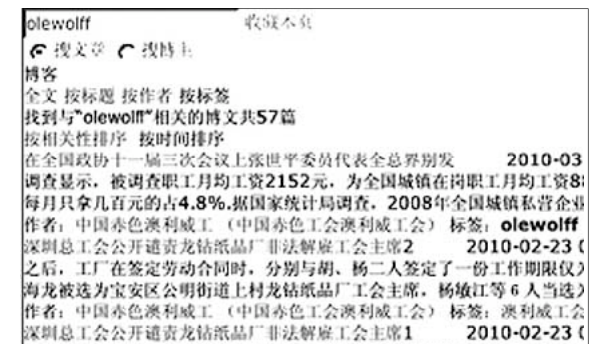 olewolff 收藏本页
搜文章 搜博主
博客
全文 按标题 按作者 按标签
找到与"olewolff"相关的博文共57篇
按相关性排序 按时间排序
在全国政协十一届三次会议上张世平委员代表全总界别发 2010-03
调查显示，被调查职工月均工资2152元，为全国城镇在岗职工月均工资8
每月只拿几百元的占4.8%.据国家统计局调查，2008年全国城镇私营企业
作者：中国赤色澳利威工 （中国赤色工会澳利威工会） 标签：olewolff
深圳总工会公开谴责龙钻纸品厂非法解雇工会主席2 2010-02-23
之后，工厂在签定劳动合同时，分别与胡、杨二人签定了一份工作期限仅
海龙被选为宝安区公明街道上村龙钻纸品厂工会主席，杨敏江等6人当选
作者：中国赤色澳利威工 （中国赤色工会澳利威工会） 标签：澳利威工会
深圳总工会公开谴责龙钻纸品厂非法解雇工会主席1 2010-02-23